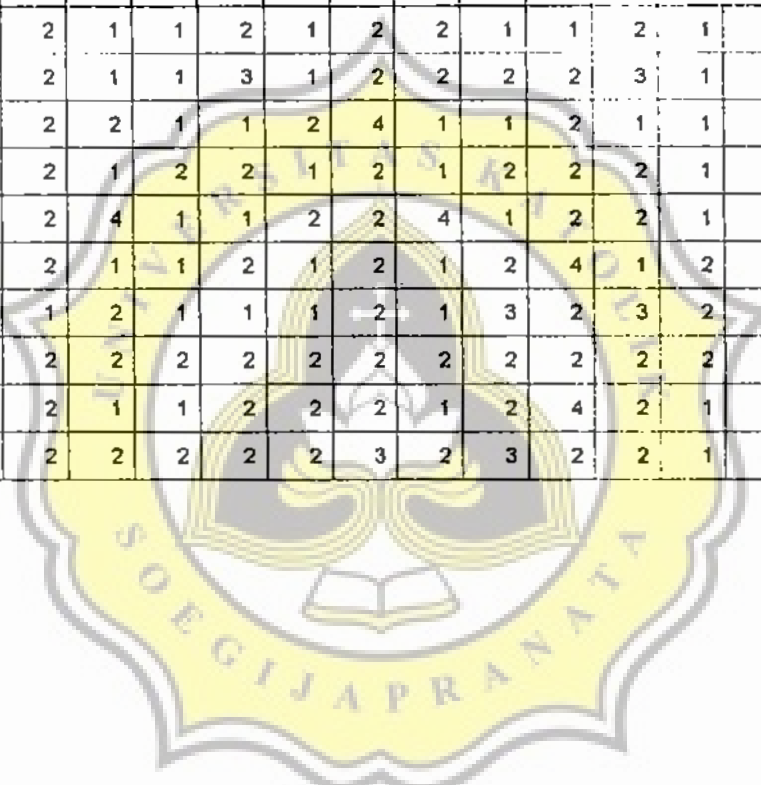 2 1 1 2 1 2 2 1 1 2 1
2 1 1 3 1 2 2 2 2 3 1
2 2 1 1 2 4 1 1 2 1 1
2 1 2 2 1 2 1 2 2 2 1
2 4 1 1 2 2 4 1 2 2 1
2 1 1 2 1 2 1 2 4 1 2
1 2 1 1 1 2 1 3 2 3 2
2 2 2 2 2 2 2 2 2 2 2
2 1 1 2 2 2 1 2 4 2 1
2 2 2 2 2 3 2 3 2 2 1
UNIVERSITAS KATOLIK
SOEGIJAPRANATA